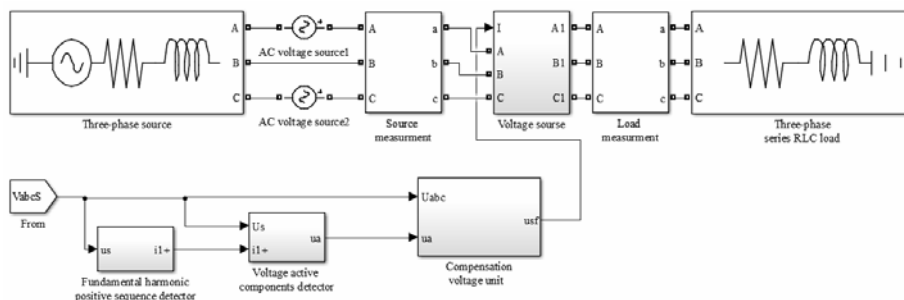 A
B
C
Three-phase source
AC voltage source1
AC voltage source2
A
B
C
a
b
c
Source
measurment
I
A
B
C
A1
B1
C1
Voltage sourse
A
B
C
a
b
c
Load
measurment
A
B
C
Three-phase
series RLC load
VabcS
From
us
i1+
Fundamental harmonic
positive sequence detector
Us
i1+
ua
Voltage active
components detector
Uabc
ua
usf
Compensation
voltage unit